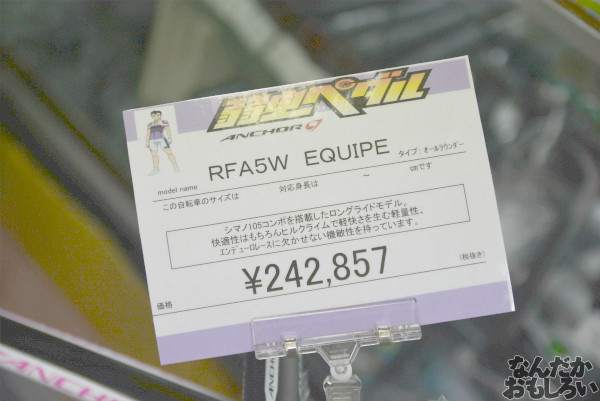 弱虫ペダル
ANCHOR
model name RFA5W EQUIPE タイプ：オールラウンダー
この自転車のサイズは 対応身長は ～ cmです
シマノ105コンポを搭載したロングライドモデル。
快適性はもちろんヒルクライムで軽快さを生む軽量性。
エンデューロレースに欠かせない機敏性を持っています。
価格 ¥242,857 (税抜き)
ANCHOR
なんだか
おもしろい